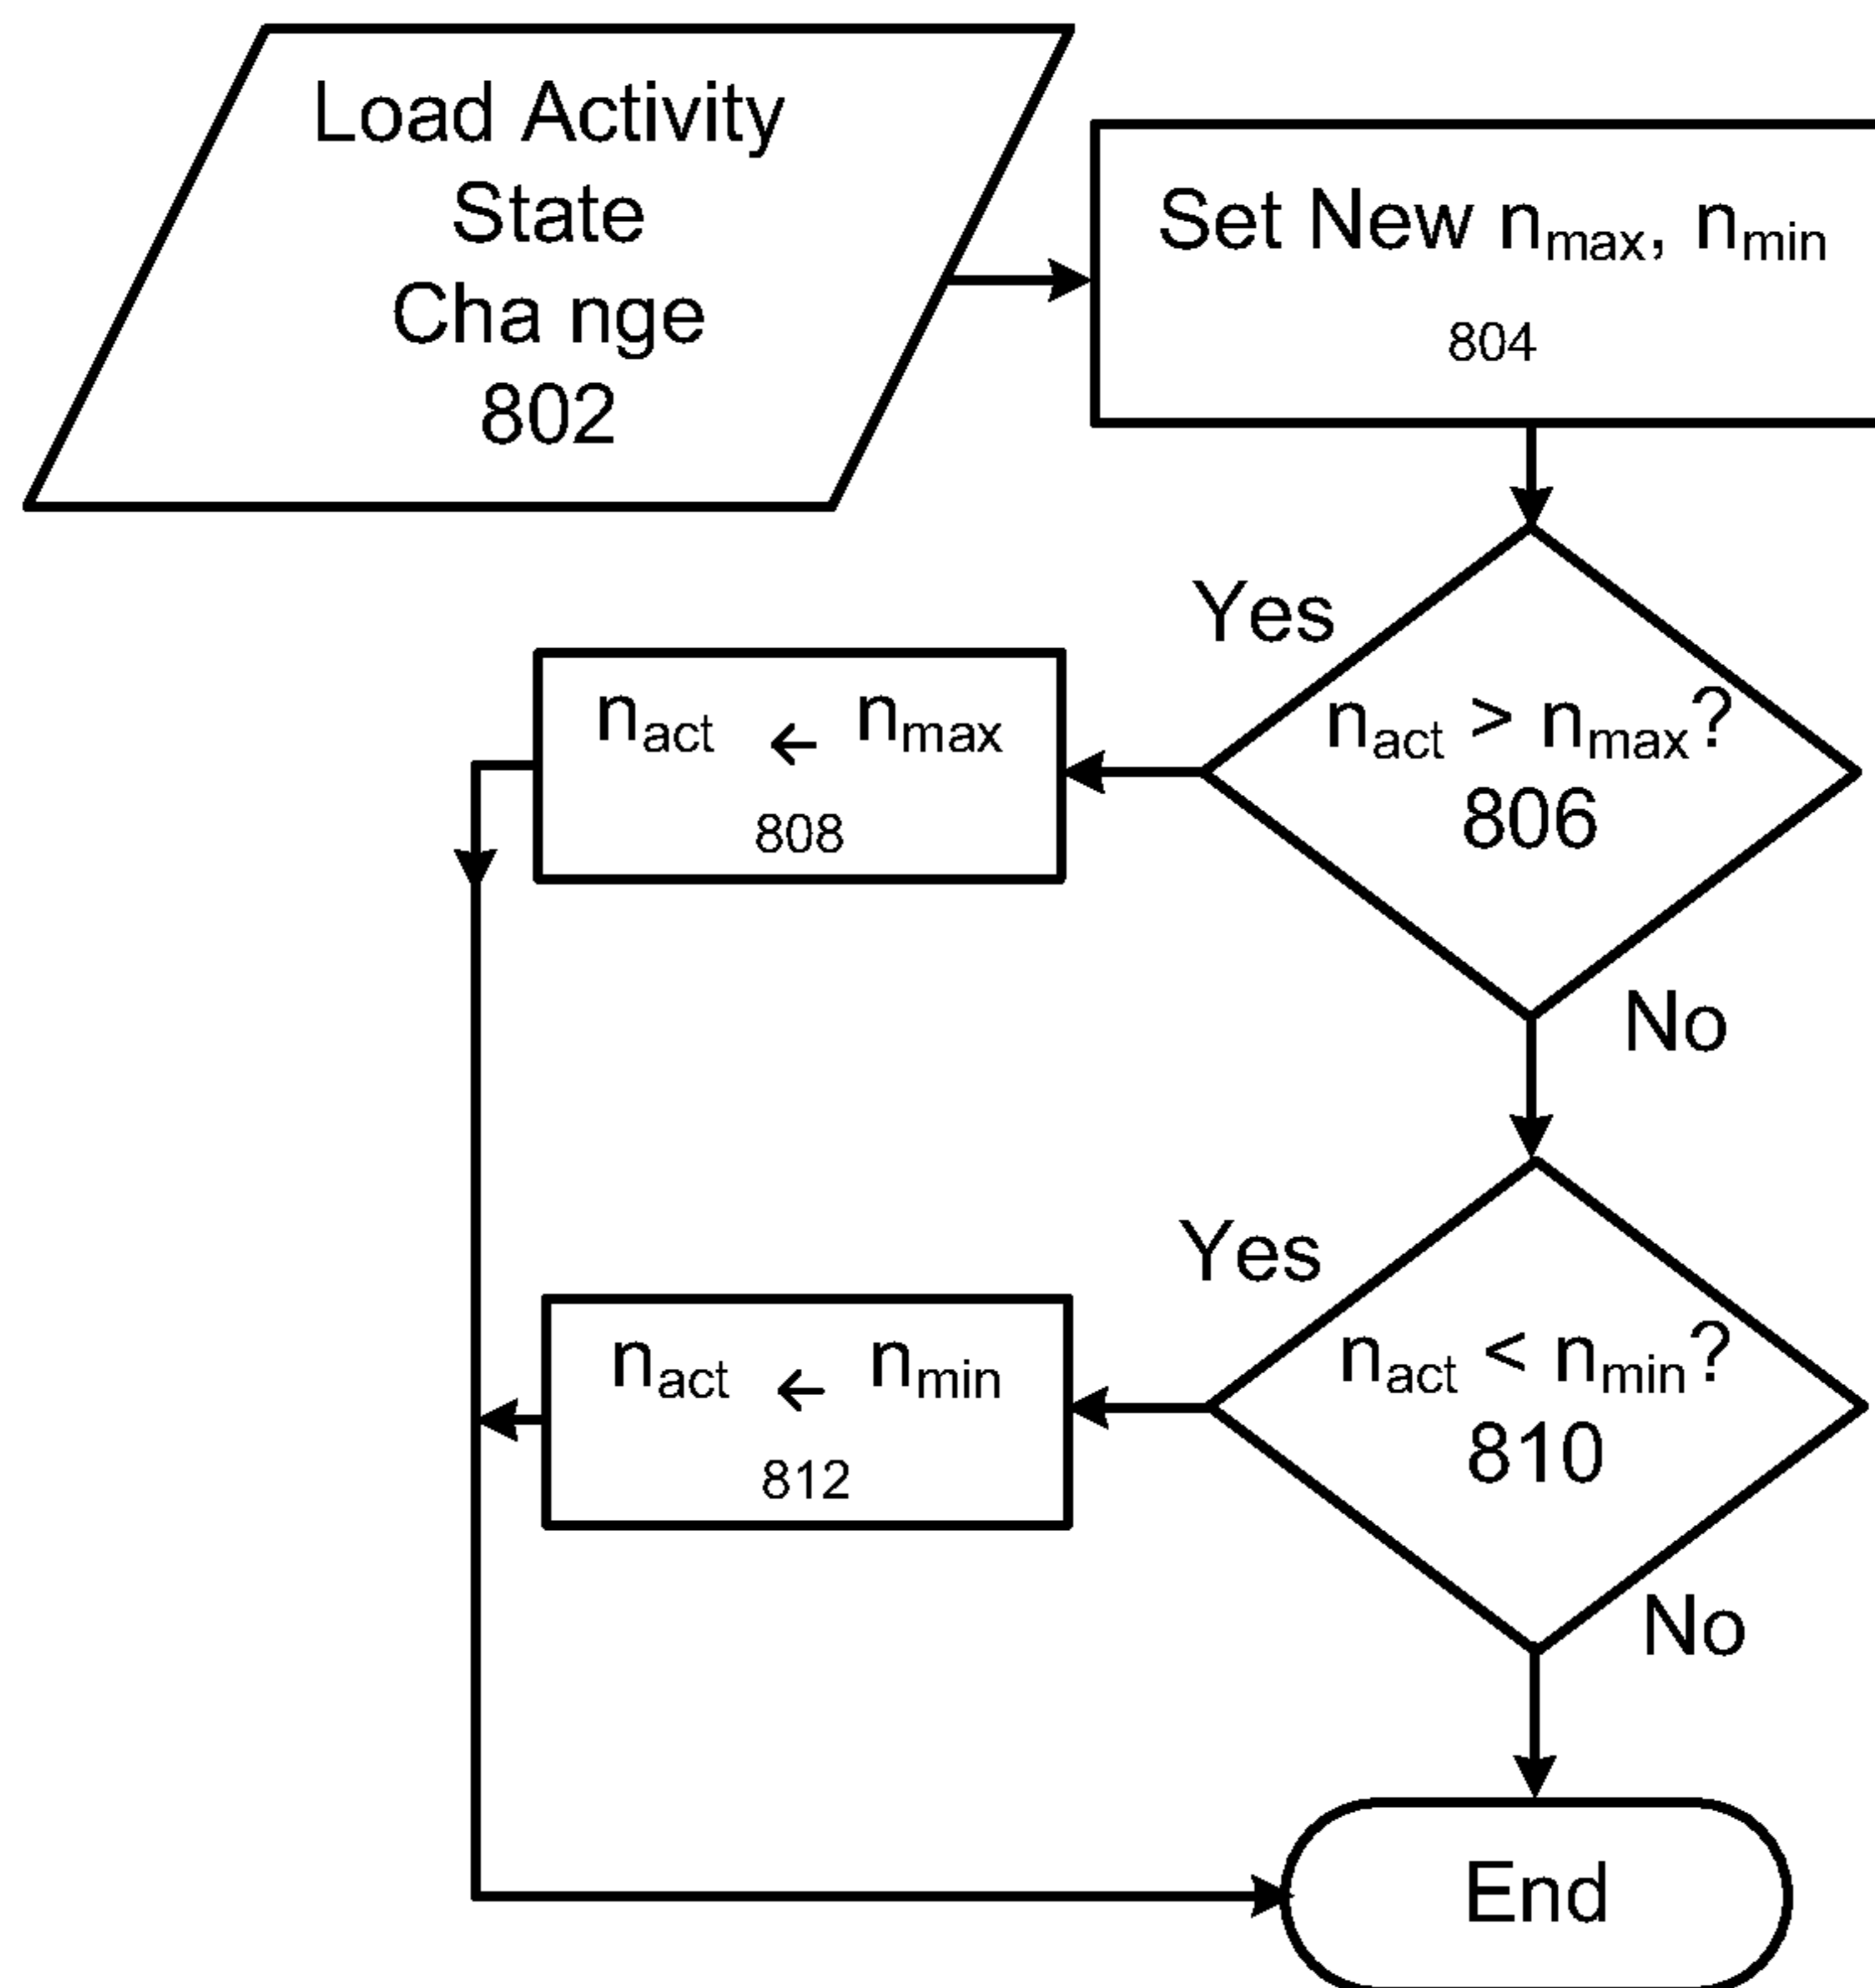 Load Activity
State
Cha nge
802
Set New nmax, nmin
804
Yes
nact > nmax?
806
nact ← nmax
808
No
Yes
nact < nmin?
810
nact ← nmin
812
No
End